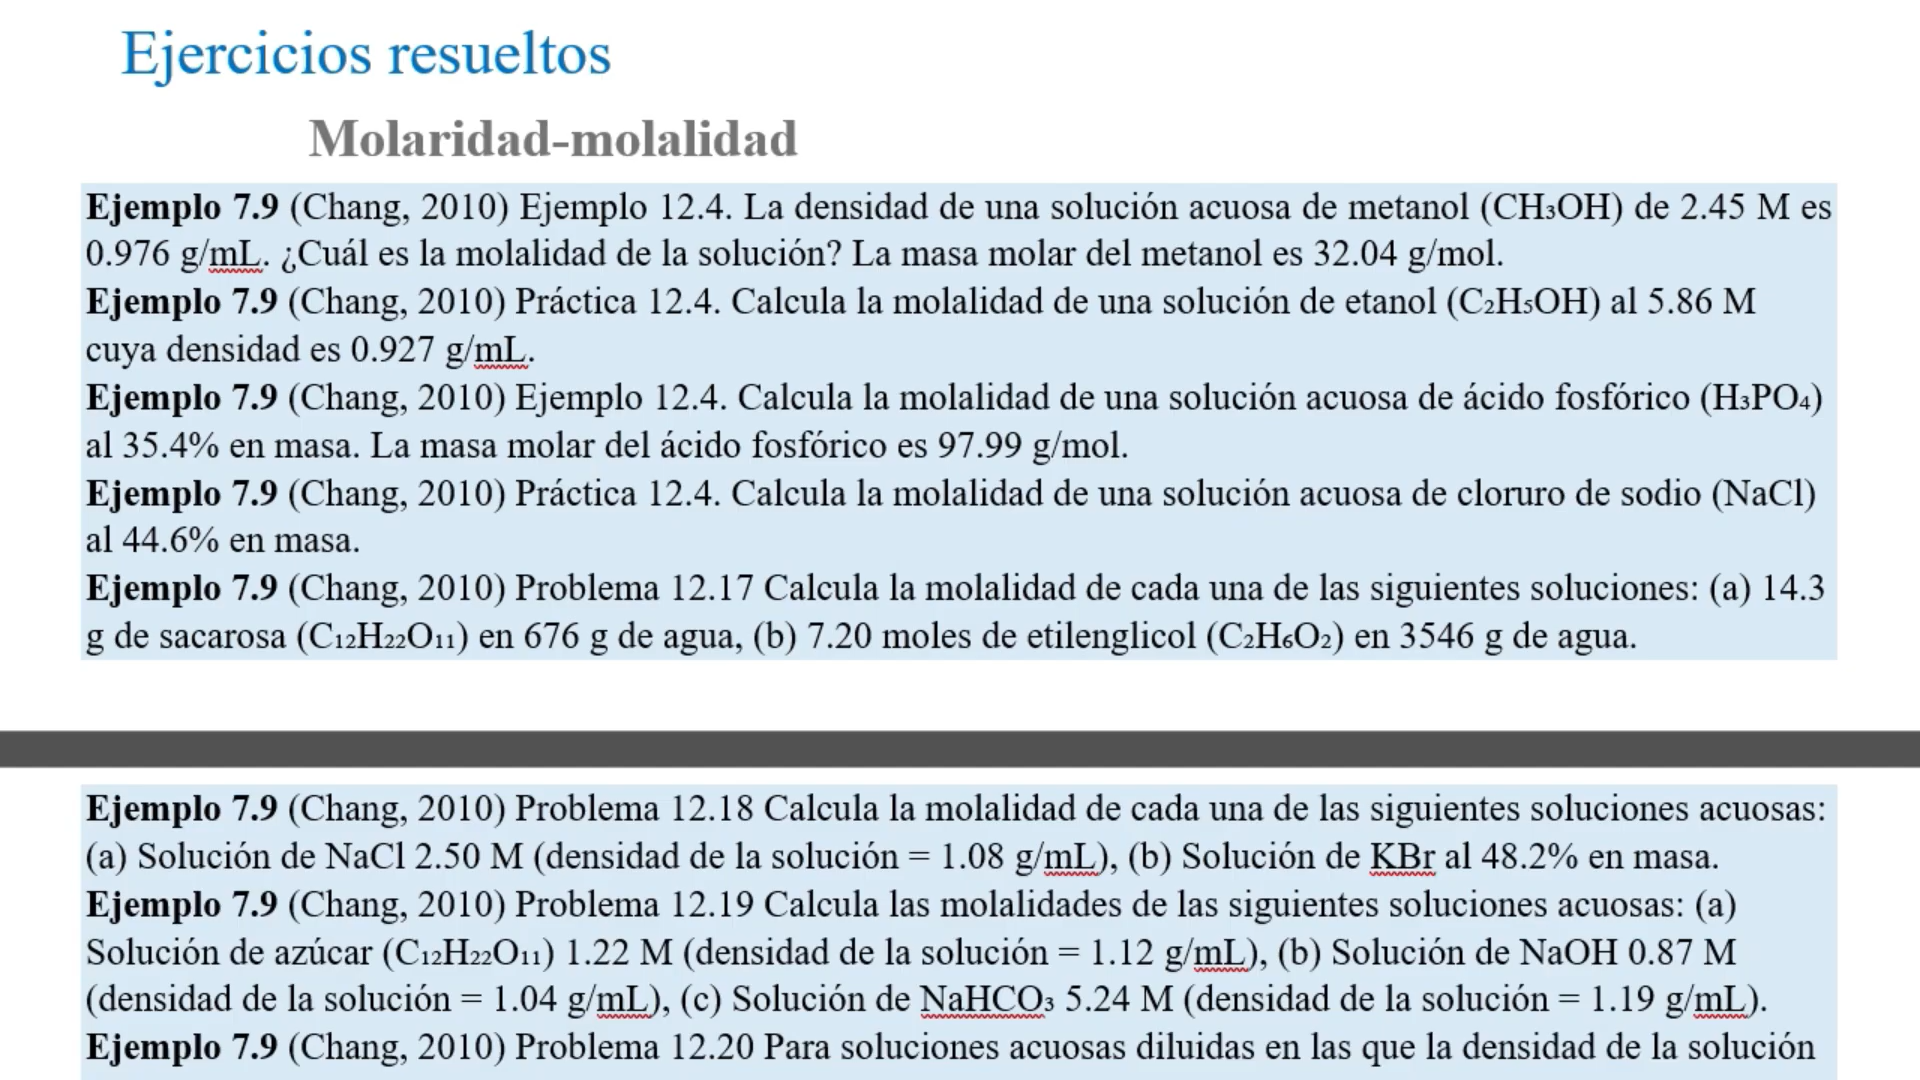 Ejercicios resueltos
Molaridad-molalidad
Ejemplo 7.9 (Chang, 2010) Ejemplo 12.4. La densidad de una solución acuosa de metanol (CH₃OH) de 2.45 M es
0.976 g/mL. ¿Cuál es la molalidad de la solución? La masa molar del metanol es 32.04 g/mol.
Ejemplo 7.9 (Chang, 2010) Práctica 12.4. Calcula la molalidad de una solución de etanol (C₂H₅OH) al 5.86 M
cuya densidad es 0.927 g/mL.
Ejemplo 7.9 (Chang, 2010) Ejemplo 12.4. Calcula la molalidad de una solución acuosa de ácido fosfórico (H₃PO₄)
al 35.4% en masa. La masa molar del ácido fosfórico es 97.99 g/mol.
Ejemplo 7.9 (Chang, 2010) Práctica 12.4. Calcula la molalidad de una solución acuosa de cloruro de sodio (NaCl)
al 44.6% en masa.
Ejemplo 7.9 (Chang, 2010) Problema 12.17 Calcula la molalidad de cada una de las siguientes soluciones: (a) 14.3
g de sacarosa (C₁₂H₂₂O₁₁) en 676 g de agua, (b) 7.20 moles de etilenglicol (C₂H₆O₂) en 3546 g de agua.
Ejemplo 7.9 (Chang, 2010) Problema 12.18 Calcula la molalidad de cada una de las siguientes soluciones acuosas:
(a) Solución de NaCl 2.50 M (densidad de la solución = 1.08 g/mL), (b) Solución de KBr al 48.2% en masa.
Ejemplo 7.9 (Chang, 2010) Problema 12.19 Calcula las molalidades de las siguientes soluciones acuosas: (a)
Solución de azúcar (C₁₂H₂₂O₁₁) 1.22 M (densidad de la solución = 1.12 g/mL), (b) Solución de NaOH 0.87 M
(densidad de la solución = 1.04 g/mL), (c) Solución de NaHCO₃ 5.24 M (densidad de la solución = 1.19 g/mL).
Ejemplo 7.9 (Chang, 2010) Problema 12.20 Para soluciones acuosas diluidas en las que la densidad de la solución